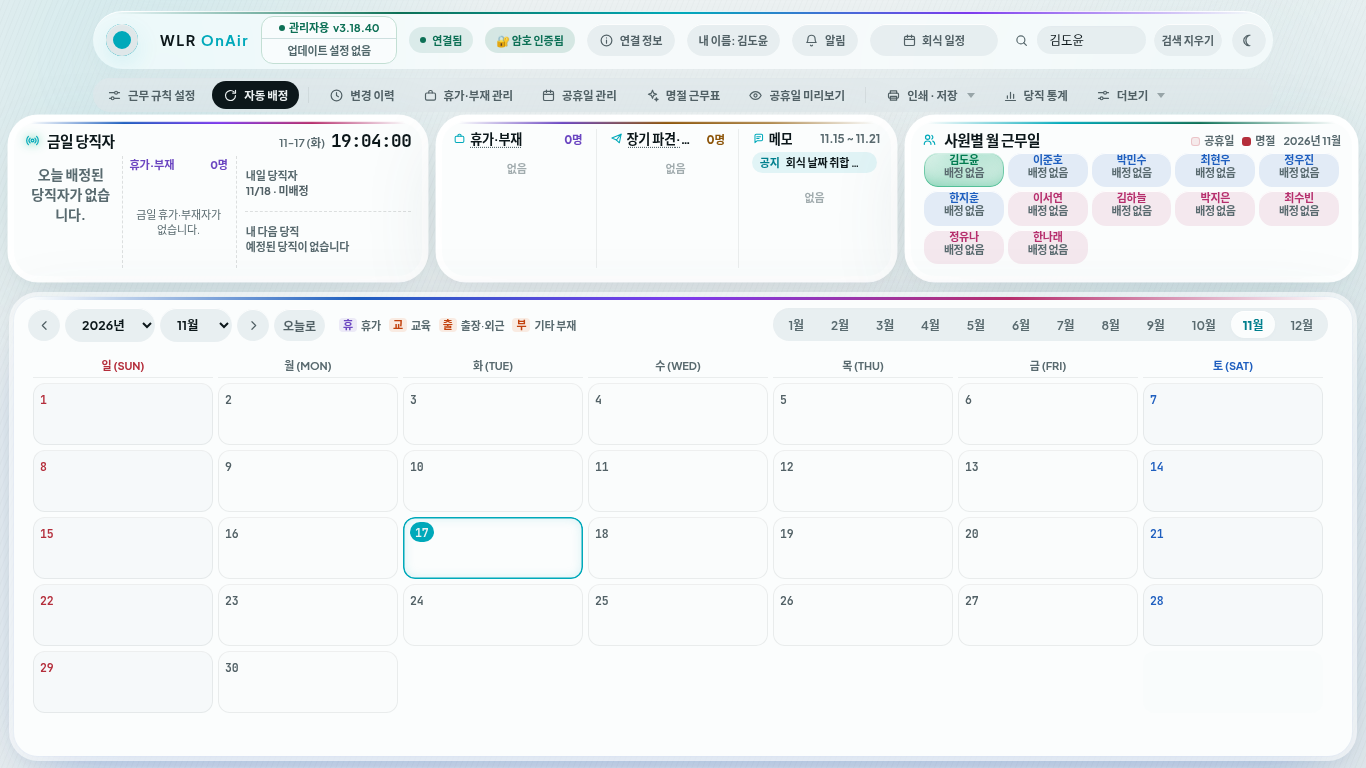 WLR OnAir
관리자용 v3.18.40
업데이트 설정 없음
연결됨
암호 인증됨
연결 정보
내 이름: 김도윤
알림
회식 일정
김도윤
검색 지우기
근무 규칙 설정
자동 배정
변경 이력
휴가·부재 관리
공휴일 관리
명절 근무표
공휴일 미리보기
인쇄 · 저장
당직 통계
더보기
금일 당직자
11-17(화) 19:04:00
오늘 배정된
당직자가 없습
니다.
휴가·부재 0명
금일 휴가·부재자가
없습니다.
내일 당직자
11/18 · 미배정
내 다음 당직
예정된 당직이 없습니다
휴가·부재 0명
없음
장기 파견·... 0명
없음
메모 11.15 ~ 11.21
공지 회식 날짜 취합 ...
없음
사원별 월 근무일
공휴일 명절 2026년 11월
김도윤 이준호 박민수 최현우 정우진
배정 없음 배정 없음 배정 없음 배정 없음 배정 없음
한지훈 이서연 김하늘 박지은 최수빈
배정 없음 배정 없음 배정 없음 배정 없음 배정 없음
정유나 한나래
배정 없음 배정 없음
2026년 11월 오늘로
휴 휴가 교 교육 출 출장·외근 부 기타 부재
1월 2월 3월 4월 5월 6월 7월 8월 9월 10월 11월 12월
일 (SUN) 월 (MON) 화 (TUE) 수 (WED) 목 (THU) 금 (FRI) 토 (SAT)
1 2 3 4 5 6 7
8 9 10 11 12 13 14
15 16 17 18 19 20 21
22 23 24 25 26 27 28
29 30